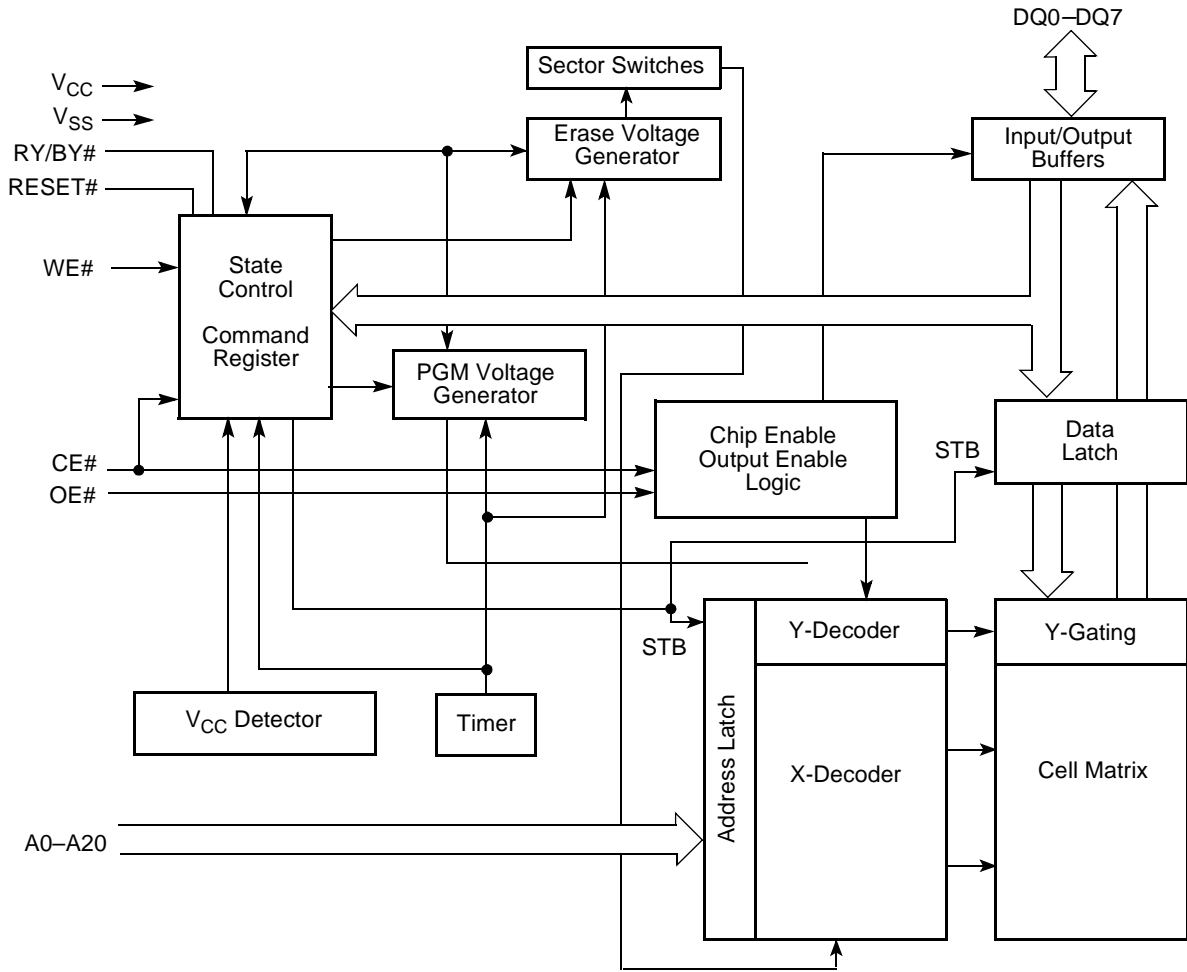 DQ0–DQ7
Sector Switches
VCC
VSS
RY/BY#
RESET#
Erase Voltage
Generator
Input/Output
Buffers
WE#
State
Control
Command
Register
PGM Voltage
Generator
Chip Enable
Output Enable
Logic
STB
Data
Latch
CE#
OE#
STB
Y-Decoder
Y-Gating
VCC Detector
Timer
Address Latch
X-Decoder
Cell Matrix
A0–A20